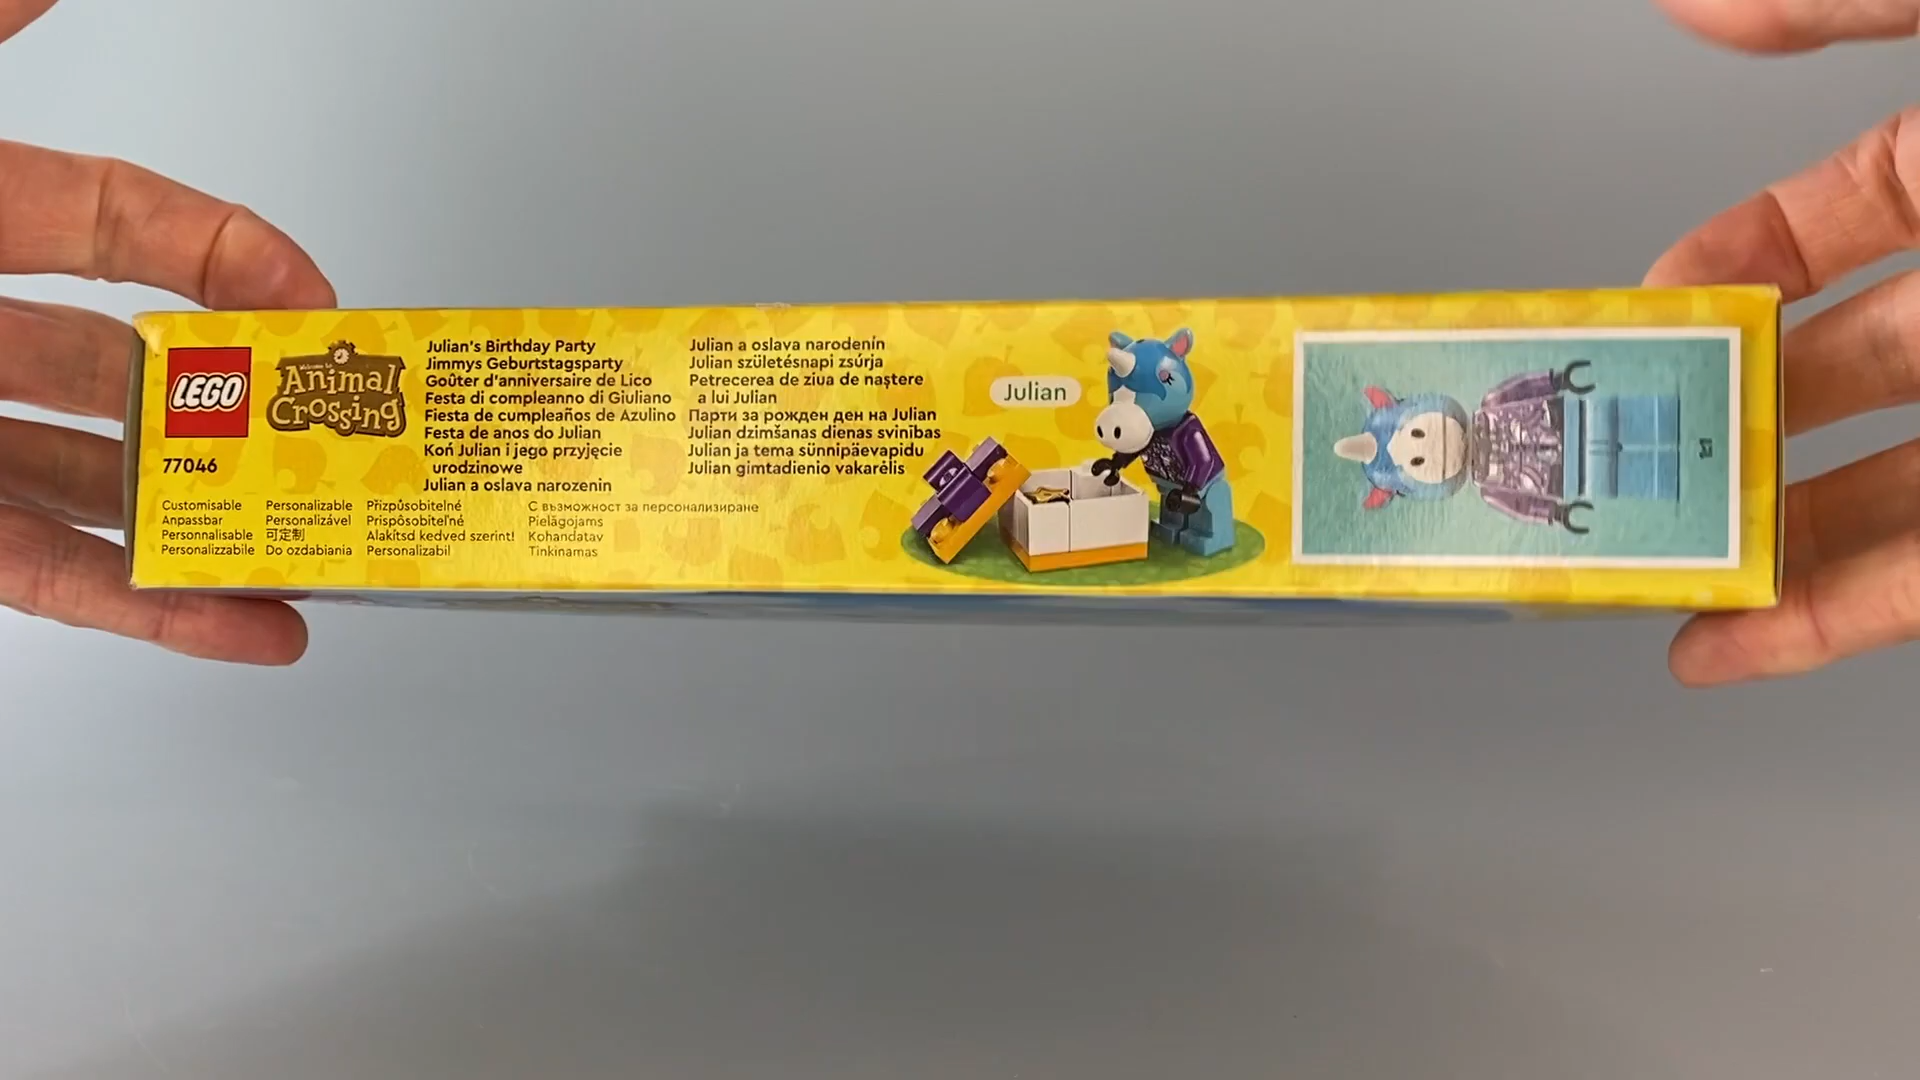 LEGO
Welcome to
Animal
Crossing
77046
Julian's Birthday Party
Jimmys Geburtstagsparty
Goûter d'anniversaire de Lico
Festa di compleanno di Giuliano
Fiesta de cumpleaños de Azulino
Festa de anos do Julian
Koń Julian i jego przyjęcie
urodzinowe
Julian a oslava narozenin
Julian a oslava narodenín
Julian születésnapi zsúrja
Petrecerea de ziua de naștere
a lui Julian
Парти за рожден ден на Julian
Julian dzimšanas dienas svinības
Julian ja tema sünnipäevapidu
Julian gimtadienio vakarėlis
Customisable
Anpassbar
Personnalisable
Personalizzabile
Personalizable
Personalizável
可定制
Do ozdabiania
Přizpůsobitelné
Prispôsobiteľné
Alakítsd kedved szerint!
Personalizabil
С възможност за персонализиране
Pielāgojams
Kohandatav
Tinkinamas
Julian
1:1